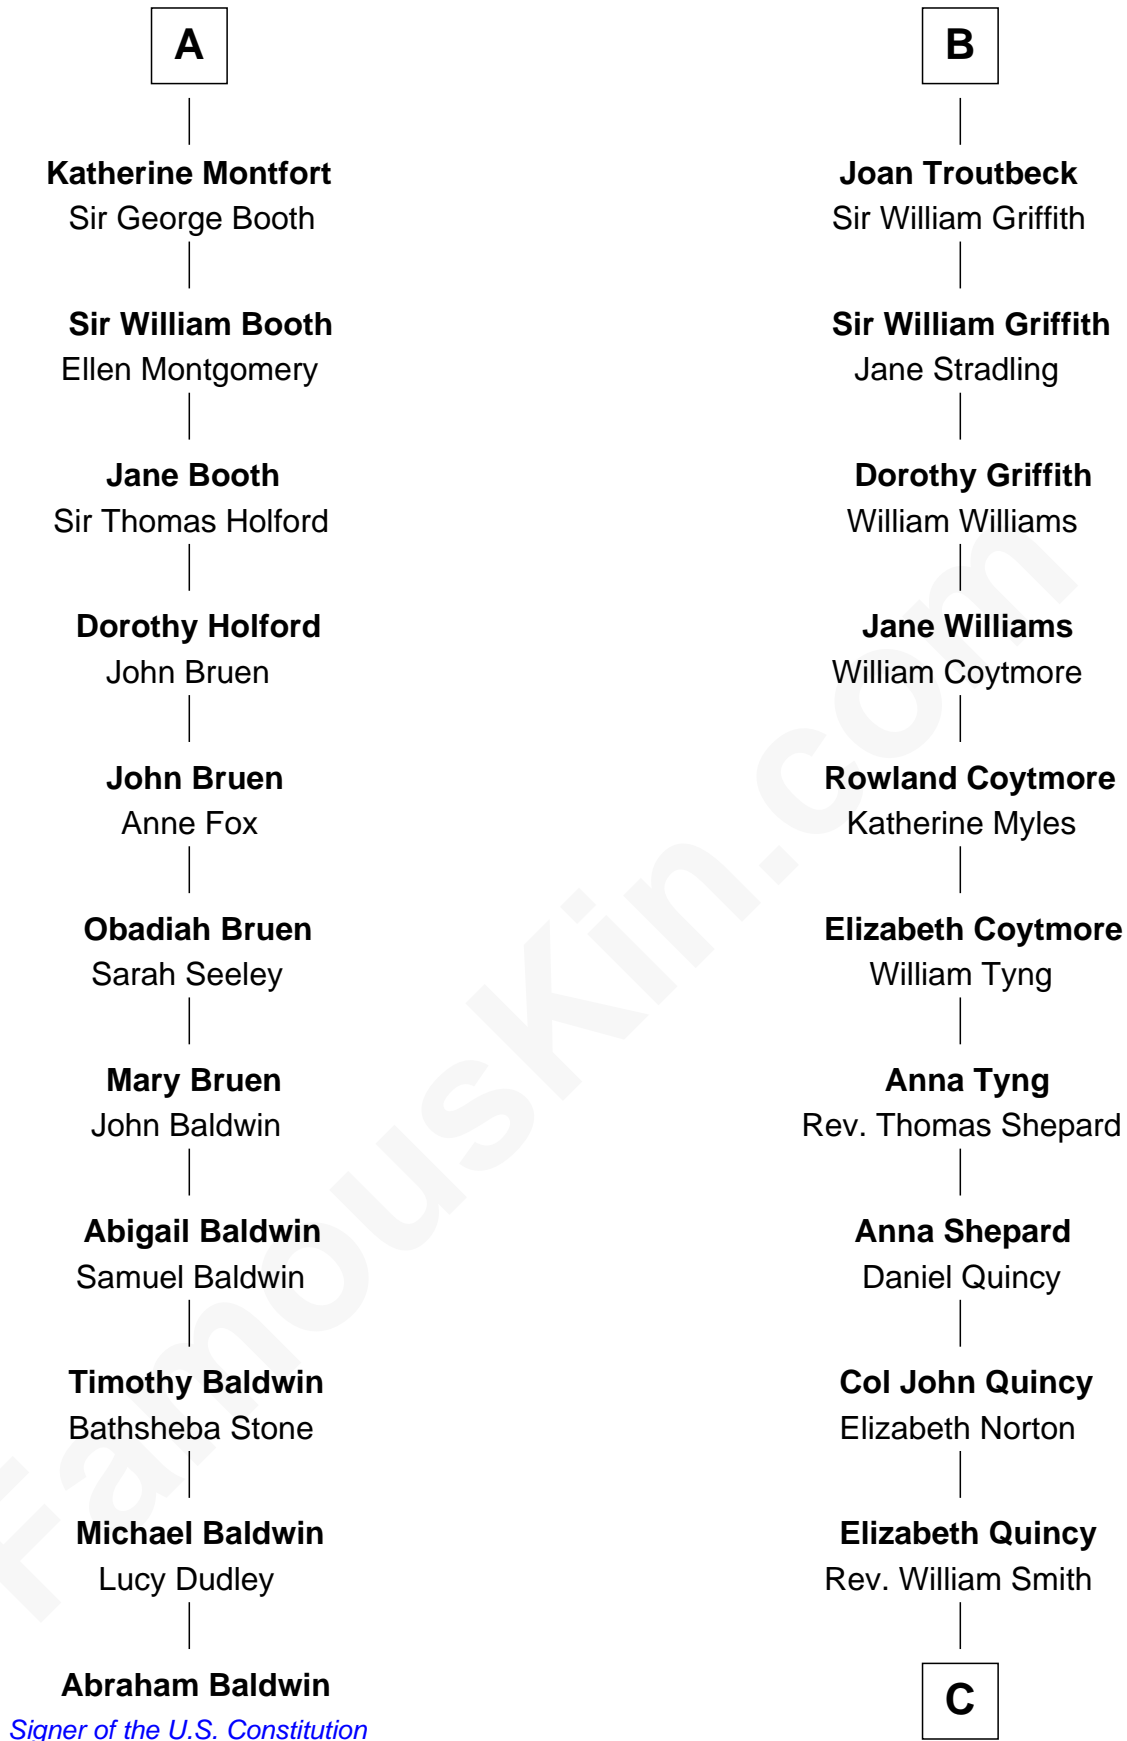 A
Katherine Montfort
Sir George Booth
Sir William Booth
Ellen Montgomery
Jane Booth
Sir Thomas Holford
Dorothy Holford
John Bruen
John Bruen
Anne Fox
Obadiah Bruen
Sarah Seeley
Mary Bruen
John Baldwin
Abigail Baldwin
Samuel Baldwin
Timothy Baldwin
Bathsheba Stone
Michael Baldwin
Lucy Dudley
Abraham Baldwin
Signer of the U.S. Constitution
B
Joan Troutbeck
Sir William Griffith
Sir William Griffith
Jane Stradling
Dorothy Griffith
William Williams
Jane Williams
William Coytmore
Rowland Coytmore
Katherine Myles
Elizabeth Coytmore
William Tyng
Anna Tyng
Rev. Thomas Shepard
Anna Shepard
Daniel Quincy
Col John Quincy
Elizabeth Norton
Elizabeth Quincy
Rev. William Smith
C
FamousKin.com